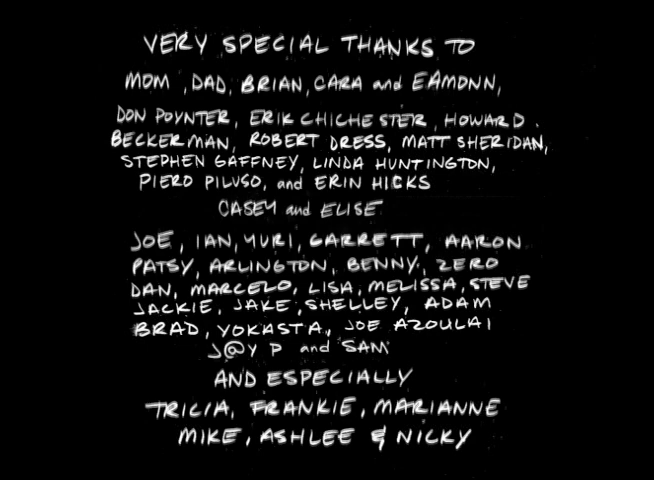 VERY SPECIAL THANKS TO
MOM, DAD, BRIAN, CARA and EAMONN,
DON POYNTER, ERIK CHICHESTER, HOWARD
BECKERMAN, ROBERT DRESS, MATT SHERIDAN,
STEPHEN GAFFNEY, LINDA HUNTINGTON,
PIERO PILUSO, and ERIN HICKS
CASEY and ELISE
JOE, IAN, YURI, GARRETT, AARON
PATSY, ARLINGTON, BENNY, ZERO
DAN, MARCELO, LISA, MELISSA, STEVE
JACKIE, JAKE, SHELLEY, ADAM
BRAD, YOKASTA, JOE AZOULAI
J@Y P and SAM
AND ESPECIALLY
TRICIA, FRANKIE, MARIANNE
MIKE, ASHLEE & NICKY